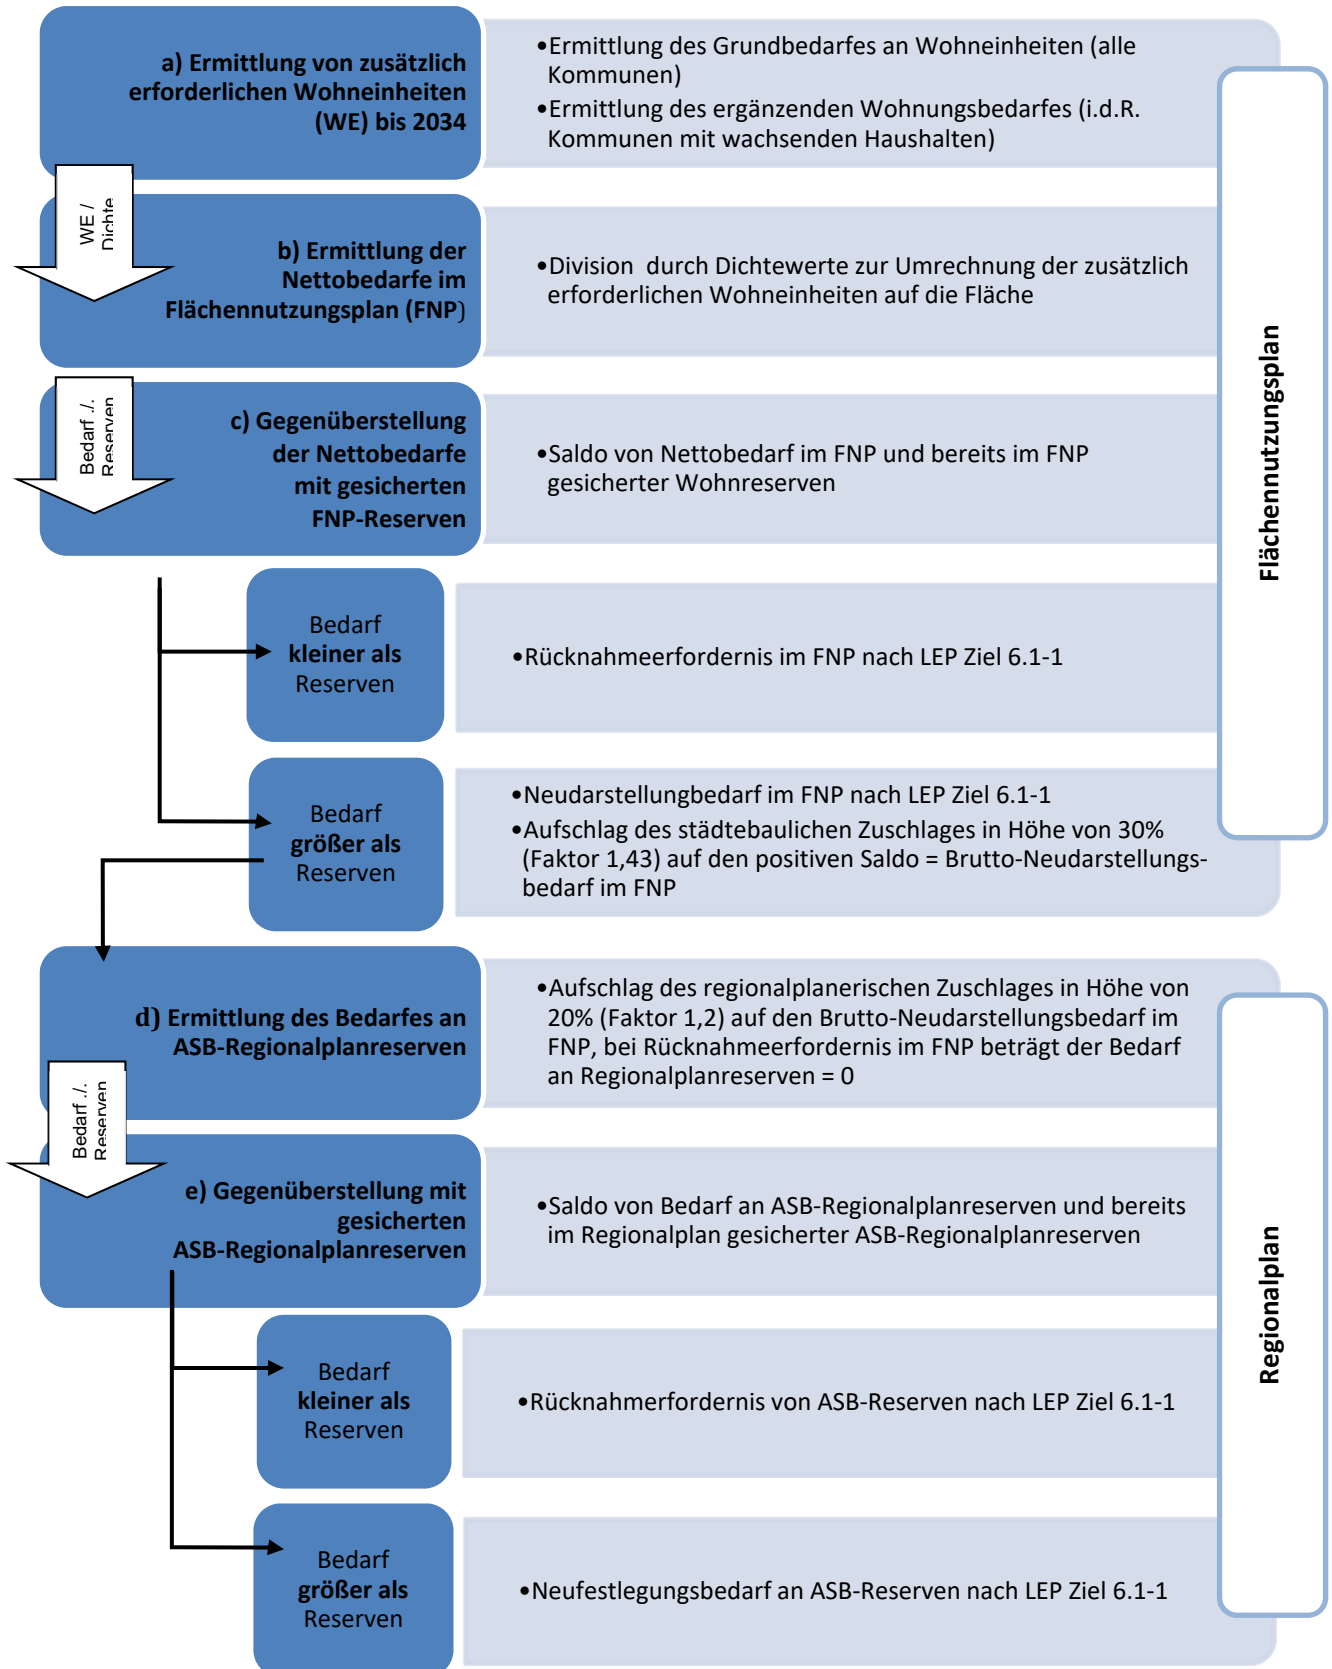 a) Ermittlung von zusätzlich
erforderlichen Wohneinheiten
(WE) bis 2034
•Ermittlung des Grundbedarfes an Wohneinheiten (alle
Kommunen)
•Ermittlung des ergänzenden Wohnungsbedarfes (i.d.R.
Kommunen mit wachsenden Haushalten)
WE /
Dichte
b) Ermittlung der
Nettobedarfe im
Flächennutzungsplan (FNP)
•Division durch Dichtewerte zur Umrechnung der zusätzlich
erforderlichen Wohneinheiten auf die Fläche
Bedarf ./.
Reserven
c) Gegenüberstellung
der Nettobedarfe
mit gesicherten
FNP-Reserven
•Saldo von Nettobedarf im FNP und bereits im FNP
gesicherter Wohnreserven
Bedarf
kleiner als
Reserven
•Rücknahmeerfordernis im FNP nach LEP Ziel 6.1-1
Bedarf
größer als
Reserven
•Neudarstellungbedarf im FNP nach LEP Ziel 6.1-1
•Aufschlag des städtebaulichen Zuschlages in Höhe von 30%
(Faktor 1,43) auf den positiven Saldo = Brutto-Neudarstellungs-
bedarf im FNP
Flächennutzungsplan
d) Ermittlung des Bedarfes an
ASB-Regionalplanreserven
•Aufschlag des regionalplanerischen Zuschlages in Höhe von
20% (Faktor 1,2) auf den Brutto-Neudarstellungsbedarf im
FNP, bei Rücknahmeerfordernis im FNP beträgt der Bedarf
an Regionalplanreserven = 0
Bedarf ./.
Reserven
e) Gegenüberstellung mit
gesicherten
ASB-Regionalplanreserven
•Saldo von Bedarf an ASB-Regionalplanreserven und bereits
im Regionalplan gesicherter ASB-Regionalplanreserven
Bedarf
kleiner als
Reserven
•Rücknahmerfordernis von ASB-Reserven nach LEP Ziel 6.1-1
Bedarf
größer als
Reserven
•Neufestlegungsbedarf an ASB-Reserven nach LEP Ziel 6.1-1
Regionalplan